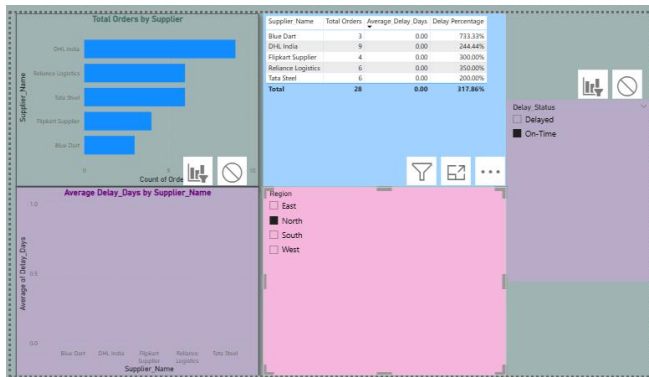 Total Orders by Supplier
Supplier_Name
DHL India
Reliance Logistics
Tata Steel
Flipkart Supplier
Blue Dart
0 5 10
Count of Orde
Supplier_Name Total Orders Average Delay_Days Delay Percentage
Blue Dart 3 0.00 733.33%
DHL India 9 0.00 244.44%
Flipkart Supplier 4 0.00 300.00%
Reliance Logistics 6 0.00 350.00%
Tata Steel 6 0.00 200.00%
Total 28 0.00 317.86%
Delay_Status
Delayed
On-Time
Average Delay_Days by Supplier_Name
Average of Delay_Days
1.0
0.5
0.0
Blue Dart DHL India Flipkart Reliance Tata Steel
Supplier Logistics
Supplier_Name
Region
East
North
South
West